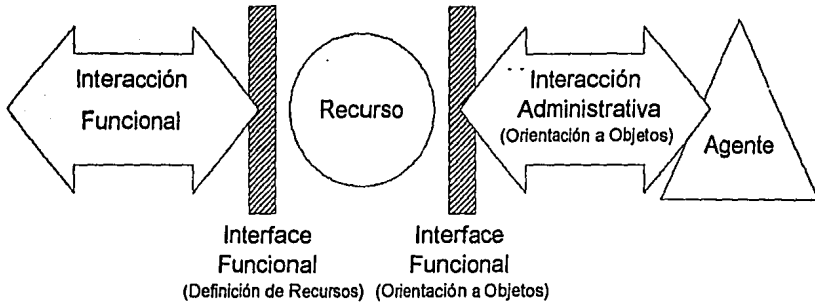 Interacción
Funcional
Recurso
Interacción
Administrativa
(Orientación a Objetos)
Agente
Interface
Funcional
(Definición de Recursos)
Interface
Funcional
(Orientación a Objetos)